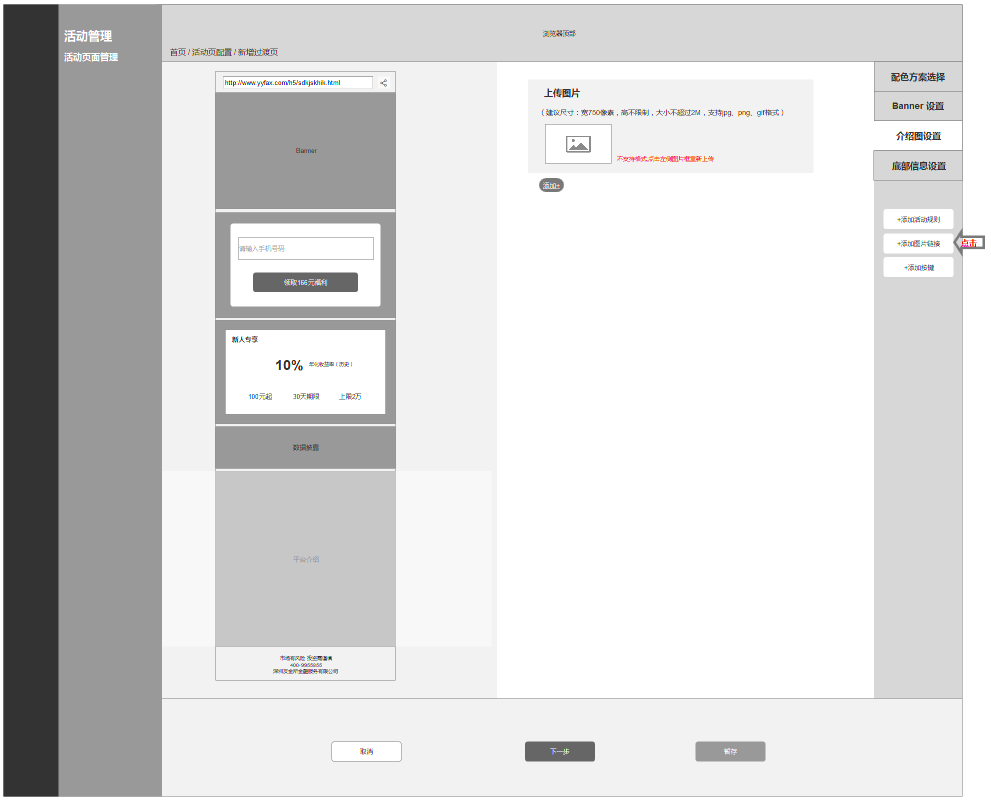 活动管理
活动页面管理
浏览器顶部
首页 / 活动页配置 / 新增过渡页
http://www.yyfax.com/h5/sdkjskhik.html
Banner
请输入手机号码
领取166元福利
新人专享
10% 年化收益率（历史）
100元起 30天期限 上限2万
数据披露
平台介绍
市场有风险 投资需谨慎
400-9955855
深圳友金所金融服务有限公司
上传图片
（建议尺寸：宽750像素，高不限制，大小不超过2M，支持jpg、png、gif格式）
不支持格式,点击左侧图片框重新上传
添加+
配色方案选择
Banner 设置
介绍图设置
底部信息设置
+添加活动规则
+添加图片链接
点击
+添加按键
取消
下一步
暂存